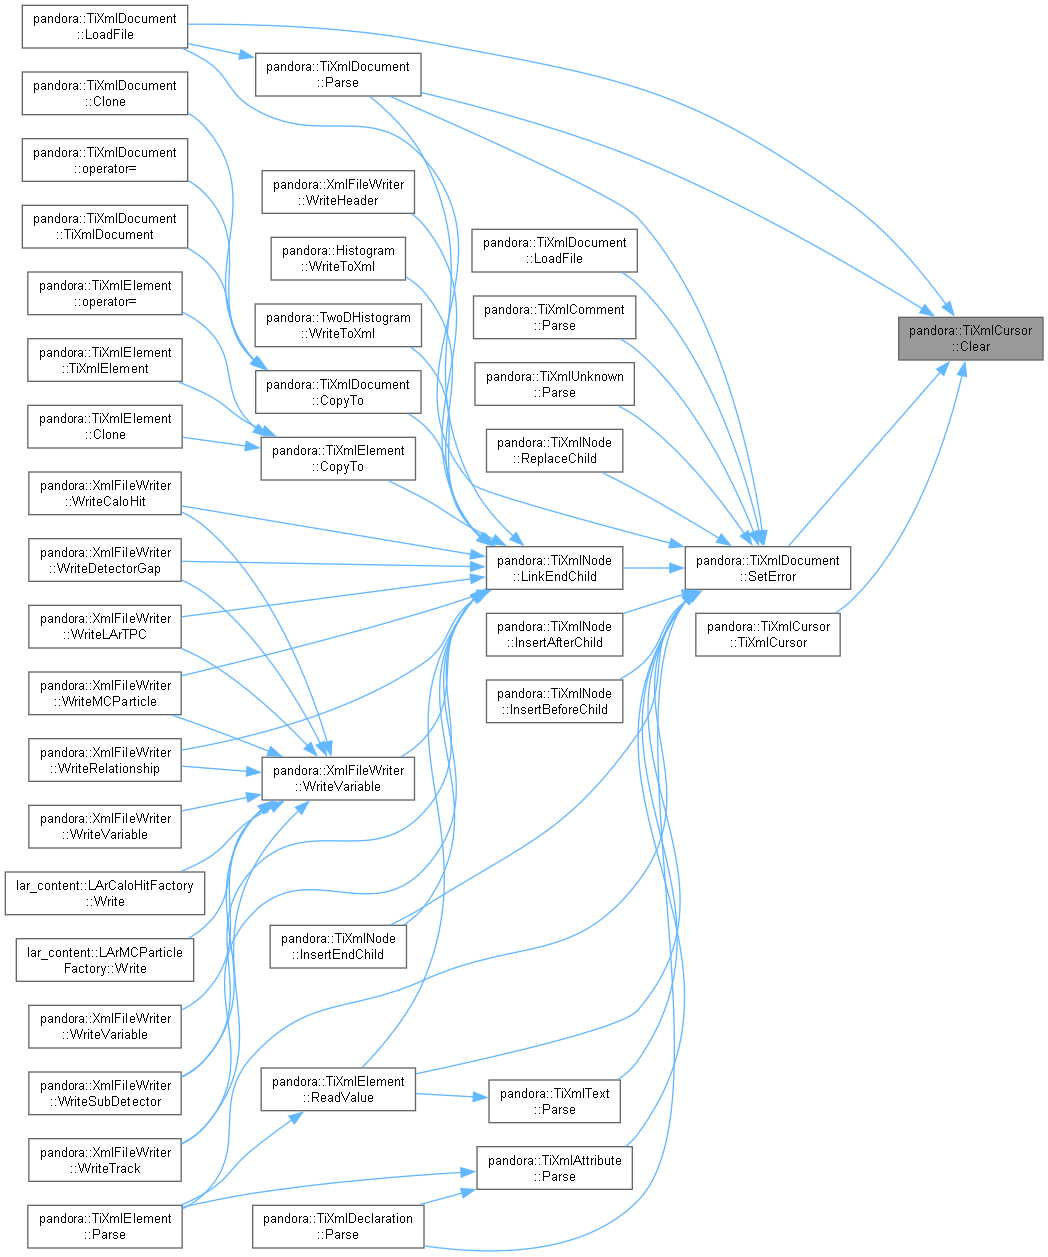 pandora::TiXmlDocument
::LoadFile
pandora::TiXmlDocument
::Clone
pandora::TiXmlDocument
::operator=
pandora::TiXmlDocument
::TiXmlDocument
pandora::TiXmlElement
::operator=
pandora::TiXmlElement
::TiXmlElement
pandora::TiXmlElement
::Clone
pandora::XmlFileWriter
::WriteCaloHit
pandora::XmlFileWriter
::WriteDetectorGap
pandora::XmlFileWriter
::WriteLArTPC
pandora::XmlFileWriter
::WriteMCParticle
pandora::XmlFileWriter
::WriteRelationship
pandora::XmlFileWriter
::WriteVariable
lar_content::LArCaloHitFactory
::Write
lar_content::LArMCParticle
Factory::Write
pandora::XmlFileWriter
::WriteVariable
pandora::XmlFileWriter
::WriteSubDetector
pandora::XmlFileWriter
::WriteTrack
pandora::TiXmlElement
::Parse
pandora::TiXmlDocument
::Parse
pandora::XmlFileWriter
::WriteHeader
pandora::Histogram
::WriteToXml
pandora::TwoDHistogram
::WriteToXml
pandora::TiXmlDocument
::CopyTo
pandora::TiXmlElement
::CopyTo
pandora::XmlFileWriter
::WriteVariable
pandora::TiXmlNode
::InsertEndChild
pandora::TiXmlElement
::ReadValue
pandora::TiXmlDeclaration
::Parse
pandora::TiXmlDocument
::LoadFile
pandora::TiXmlComment
::Parse
pandora::TiXmlUnknown
::Parse
pandora::TiXmlNode
::ReplaceChild
pandora::TiXmlNode
::LinkEndChild
pandora::TiXmlNode
::InsertAfterChild
pandora::TiXmlNode
::InsertBeforeChild
pandora::TiXmlText
::Parse
pandora::TiXmlAttribute
::Parse
pandora::TiXmlDocument
::SetError
pandora::TiXmlCursor
::TiXmlCursor
pandora::TiXmlCursor
::Clear